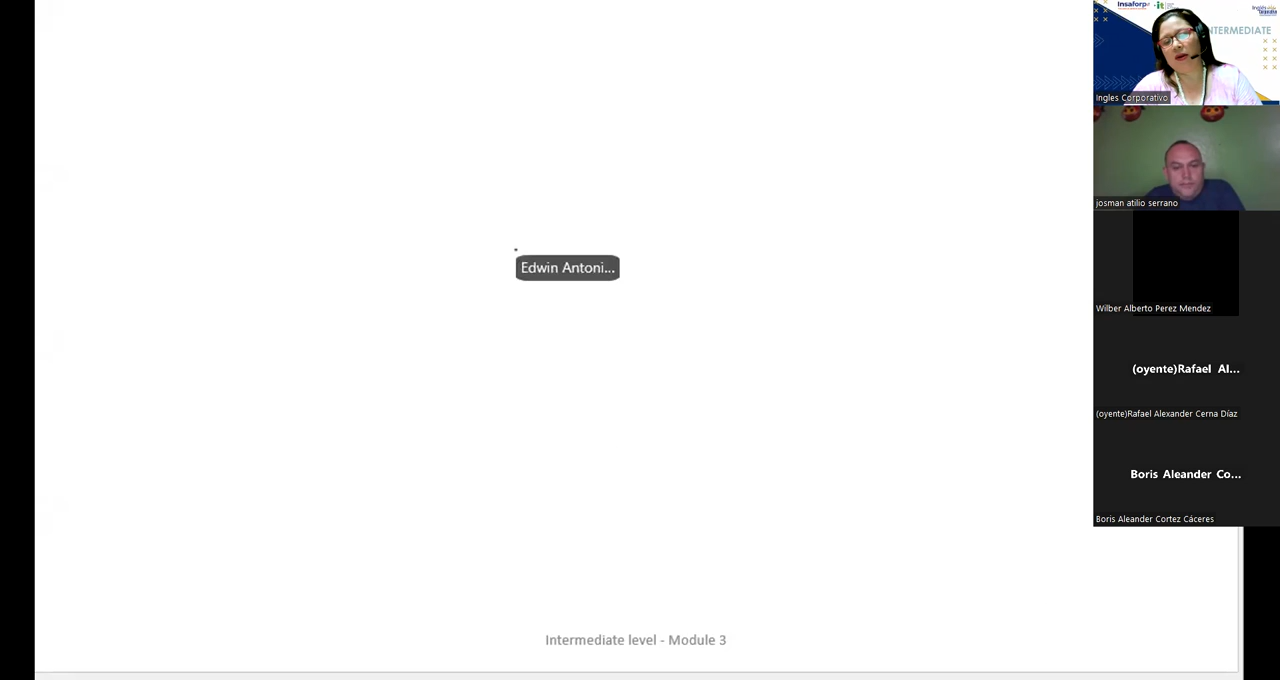 Insaforp
it
INTERMEDIATE
Ingles Corporativo
josman atilio serrano
Edwin Antoni...
Wilber Alberto Perez Mendez
(oyente)Rafael Al...
(oyente)Rafael Alexander Cerna Díaz
Boris Aleander Co...
Boris Aleander Cortez Cáceres
Intermediate level - Module 3